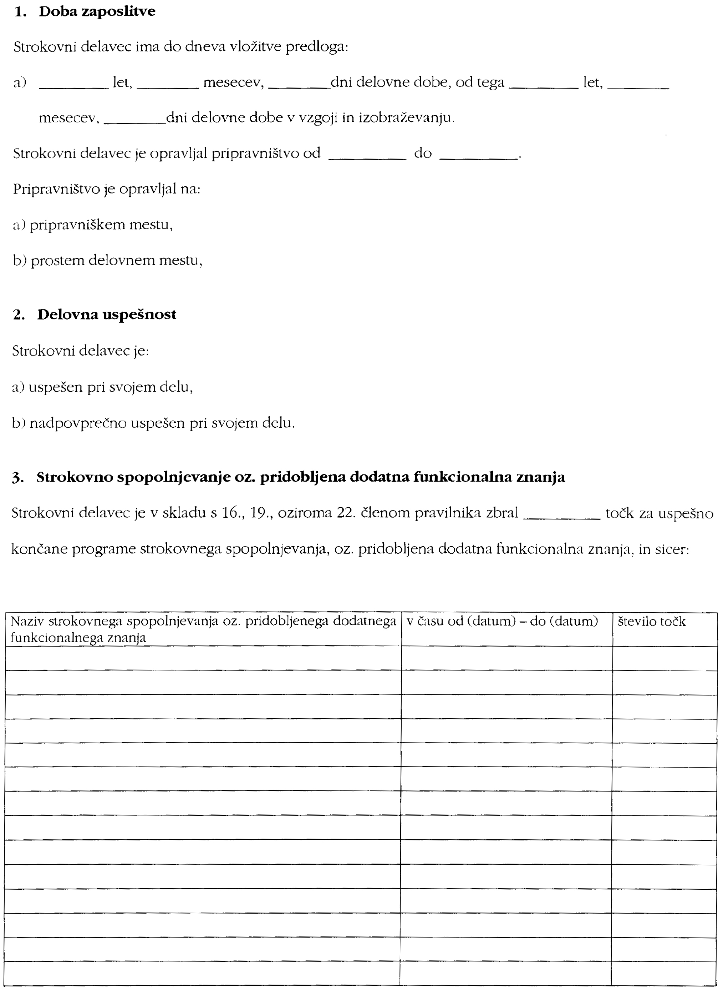 1. Doba zaposlitve
Strokovni delavec ima do dneva vložitve predloga:
a) _________ let, ________ mesecev, ________dni delovne dobe, od tega _________ let, ________
mesecev, ________dni delovne dobe v vzgoji in izobraževanju.
Strokovni delavec je opravljal pripravništvo od __________ do __________.
Pripravništvo je opravljal na:
a) pripravniškem mestu,
b) prostem delovnem mestu,
2. Delovna uspešnost
Strokovni delavec je:
a) uspešen pri svojem delu,
b) nadpovprečno uspešen pri svojem delu.
3. Strokovno spopolnjevanje oz. pridobljena dodatna funkcionalna znanja
Strokovni delavec je v skladu s 16., 19., oziroma 22. členom pravilnika zbral __________ točk za uspešno
končane programe strokovnega spopolnjevanja, oz. pridobljena dodatna funkcionalna znanja, in sicer:
Naziv strokovnega spopolnjevanja oz. pridobljenega dodatnega
funkcionalnega znanja
v času od (datum) – do (datum)
število točk